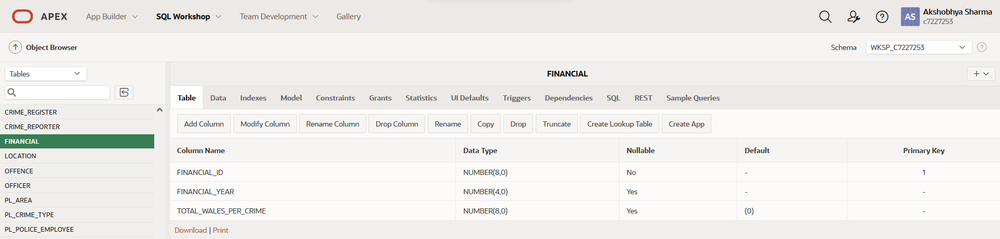 APEX App Builder SQL Workshop Team Development Gallery AS Akshobhya Sharma
c7227253
Object Browser Schema WKSP_C7227253
Tables
FINANCIAL
Table Data Indexes Model Constraints Grants Statistics UI Defaults Triggers Dependencies SQL REST Sample Queries
CRIME_REGISTER
CRIME_REPORTER
FINANCIAL
LOCATION
OFFENCE
OFFICER
PL_AREA
PL_CRIME_TYPE
PL_POLICE_EMPLOYEE
Add Column Modify Column Rename Column Drop Column Rename Copy Drop Truncate Create Lookup Table Create App
Column Name Data Type Nullable Default Primary Key
FINANCIAL_ID NUMBER(8,0) No - 1
FINANCIAL_YEAR NUMBER(4,0) Yes - -
TOTAL_WALES_PER_CRIME NUMBER(8,0) Yes (0) -
Download | Print